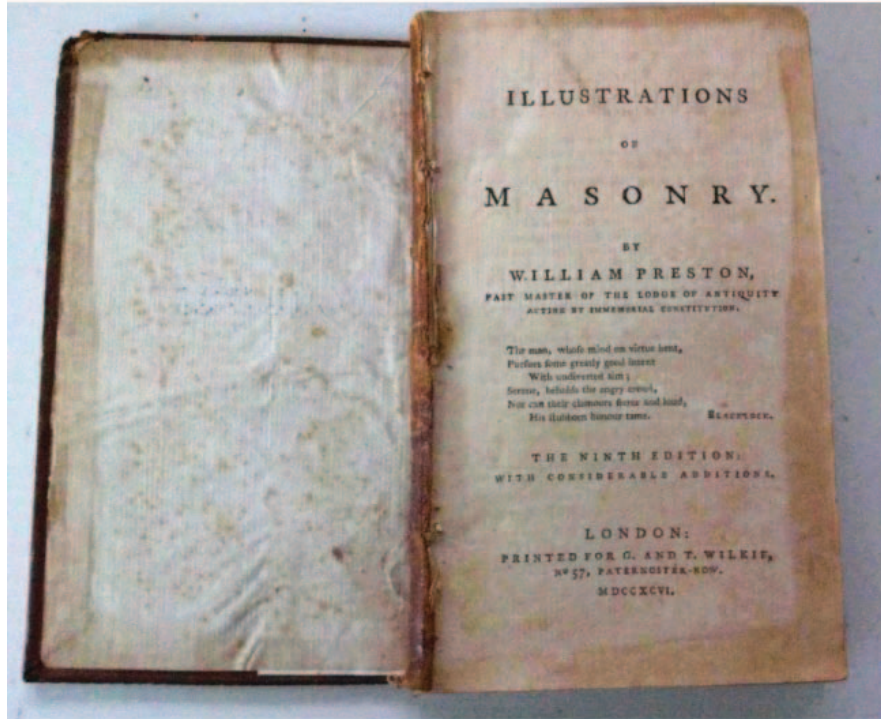 ILLUSTRATIONS
OF
MASONRY.
BY
WILLIAM PRESTON,
PAST MASTER OF THE LODGE OF ANTIQUITY
ACTING BY IMMEMORIAL CONSTITUTION.
The man, whoſe mind on virtue bent,
Purſues ſome greatly good intent
With undiverted aim;
Serene, beholds the angry crowd,
Nor can their clamours fierce and loud,
His ſtubborn honour tame. BLACKLOCK.
THE NINTH EDITION:
WITH CONSIDERABLE ADDITIONS.
LONDON:
PRINTED FOR G. AND T. WILKIE,
Nº 57, PATERNOSTER-ROW.
MDCCXCVI.